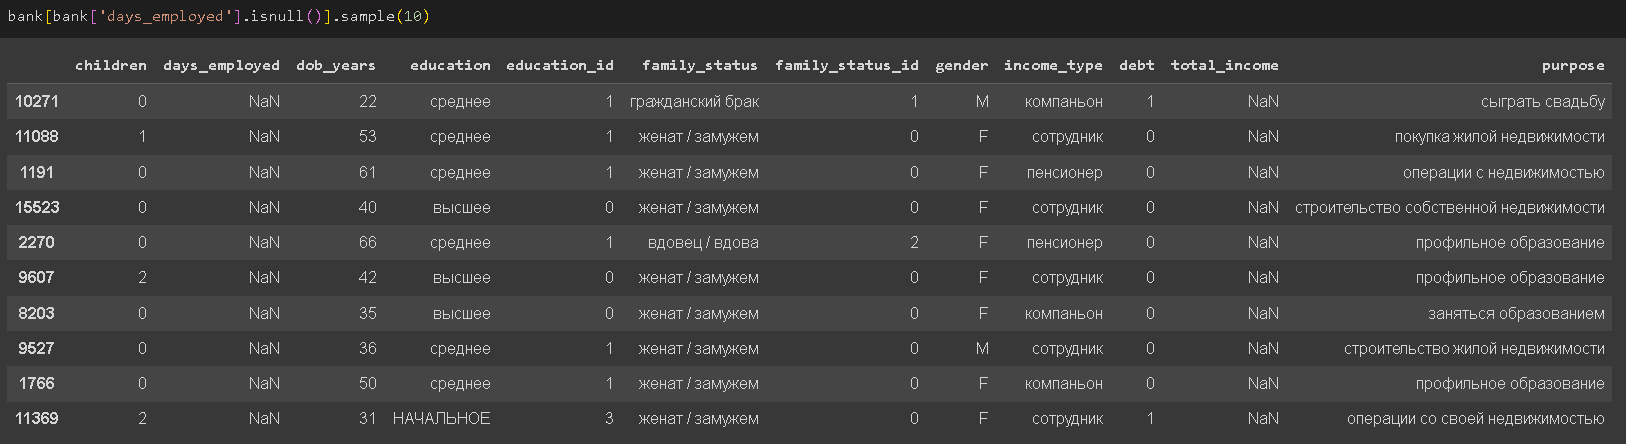 bank[bank['days_employed'].isnull()].sample(10)
children days_employed dob_years education education_id family_status family_status_id gender income_type debt total_income purpose
10271 0 NaN 22 среднее 1 гражданский брак 1 M компаньон 1 NaN сыграть свадьбу
11088 1 NaN 53 среднее 1 женат / замужем 0 F сотрудник 0 NaN покупка жилой недвижимости
1191 0 NaN 61 среднее 1 женат / замужем 0 F пенсионер 0 NaN операции с недвижимостью
15523 0 NaN 40 высшее 0 женат / замужем 0 F сотрудник 0 NaN строительство собственной недвижимости
2270 0 NaN 66 среднее 1 вдовец / вдова 2 F пенсионер 0 NaN профильное образование
9607 2 NaN 42 высшее 0 женат / замужем 0 F сотрудник 0 NaN профильное образование
8203 0 NaN 35 высшее 0 женат / замужем 0 F компаньон 0 NaN заняться образованием
9527 0 NaN 36 среднее 1 женат / замужем 0 M сотрудник 0 NaN строительство жилой недвижимости
1766 0 NaN 50 среднее 1 женат / замужем 0 F компаньон 0 NaN профильное образование
11369 2 NaN 31 НАЧАЛЬНОЕ 3 женат / замужем 0 F сотрудник 1 NaN операции со своей недвижимостью